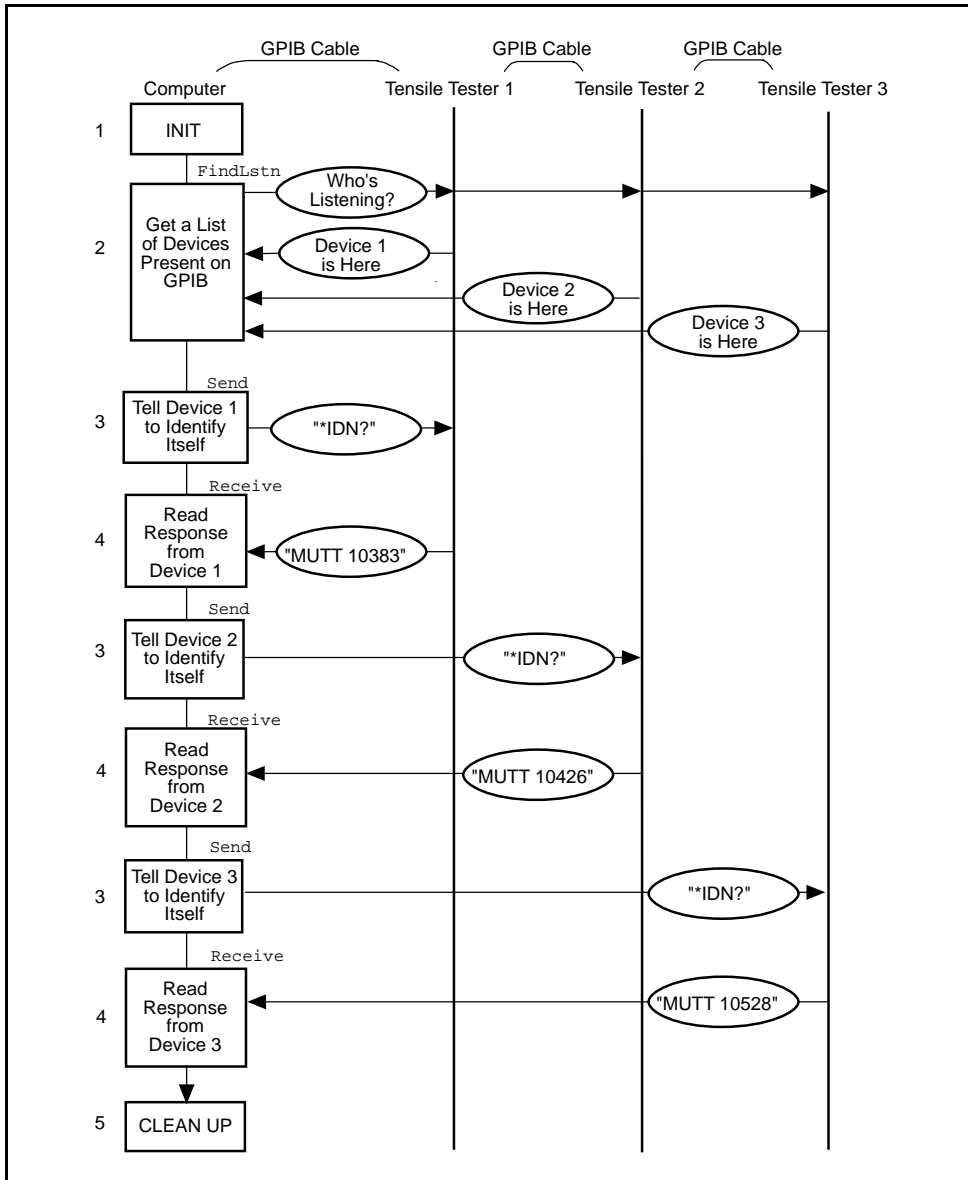 GPIB Cable
GPIB Cable
GPIB Cable
Computer
Tensile Tester 1
Tensile Tester 2
Tensile Tester 3
1
INIT
FindLstn
Who's
Listening?
2
Get a List
of Devices
Present on
GPIB
Device 1
is Here
Device 2
is Here
Device 3
is Here
Send
3
Tell Device 1
to Identify
Itself
"*IDN?"
Receive
4
Read
Response
from
Device 1
"MUTT 10383"
Send
3
Tell Device 2
to Identify
Itself
"*IDN?"
Receive
4
Read
Response
from
Device 2
"MUTT 10426"
Send
3
Tell Device 3
to Identify
Itself
"*IDN?"
Receive
4
Read
Response
from
Device 3
"MUTT 10528"
5
CLEAN UP